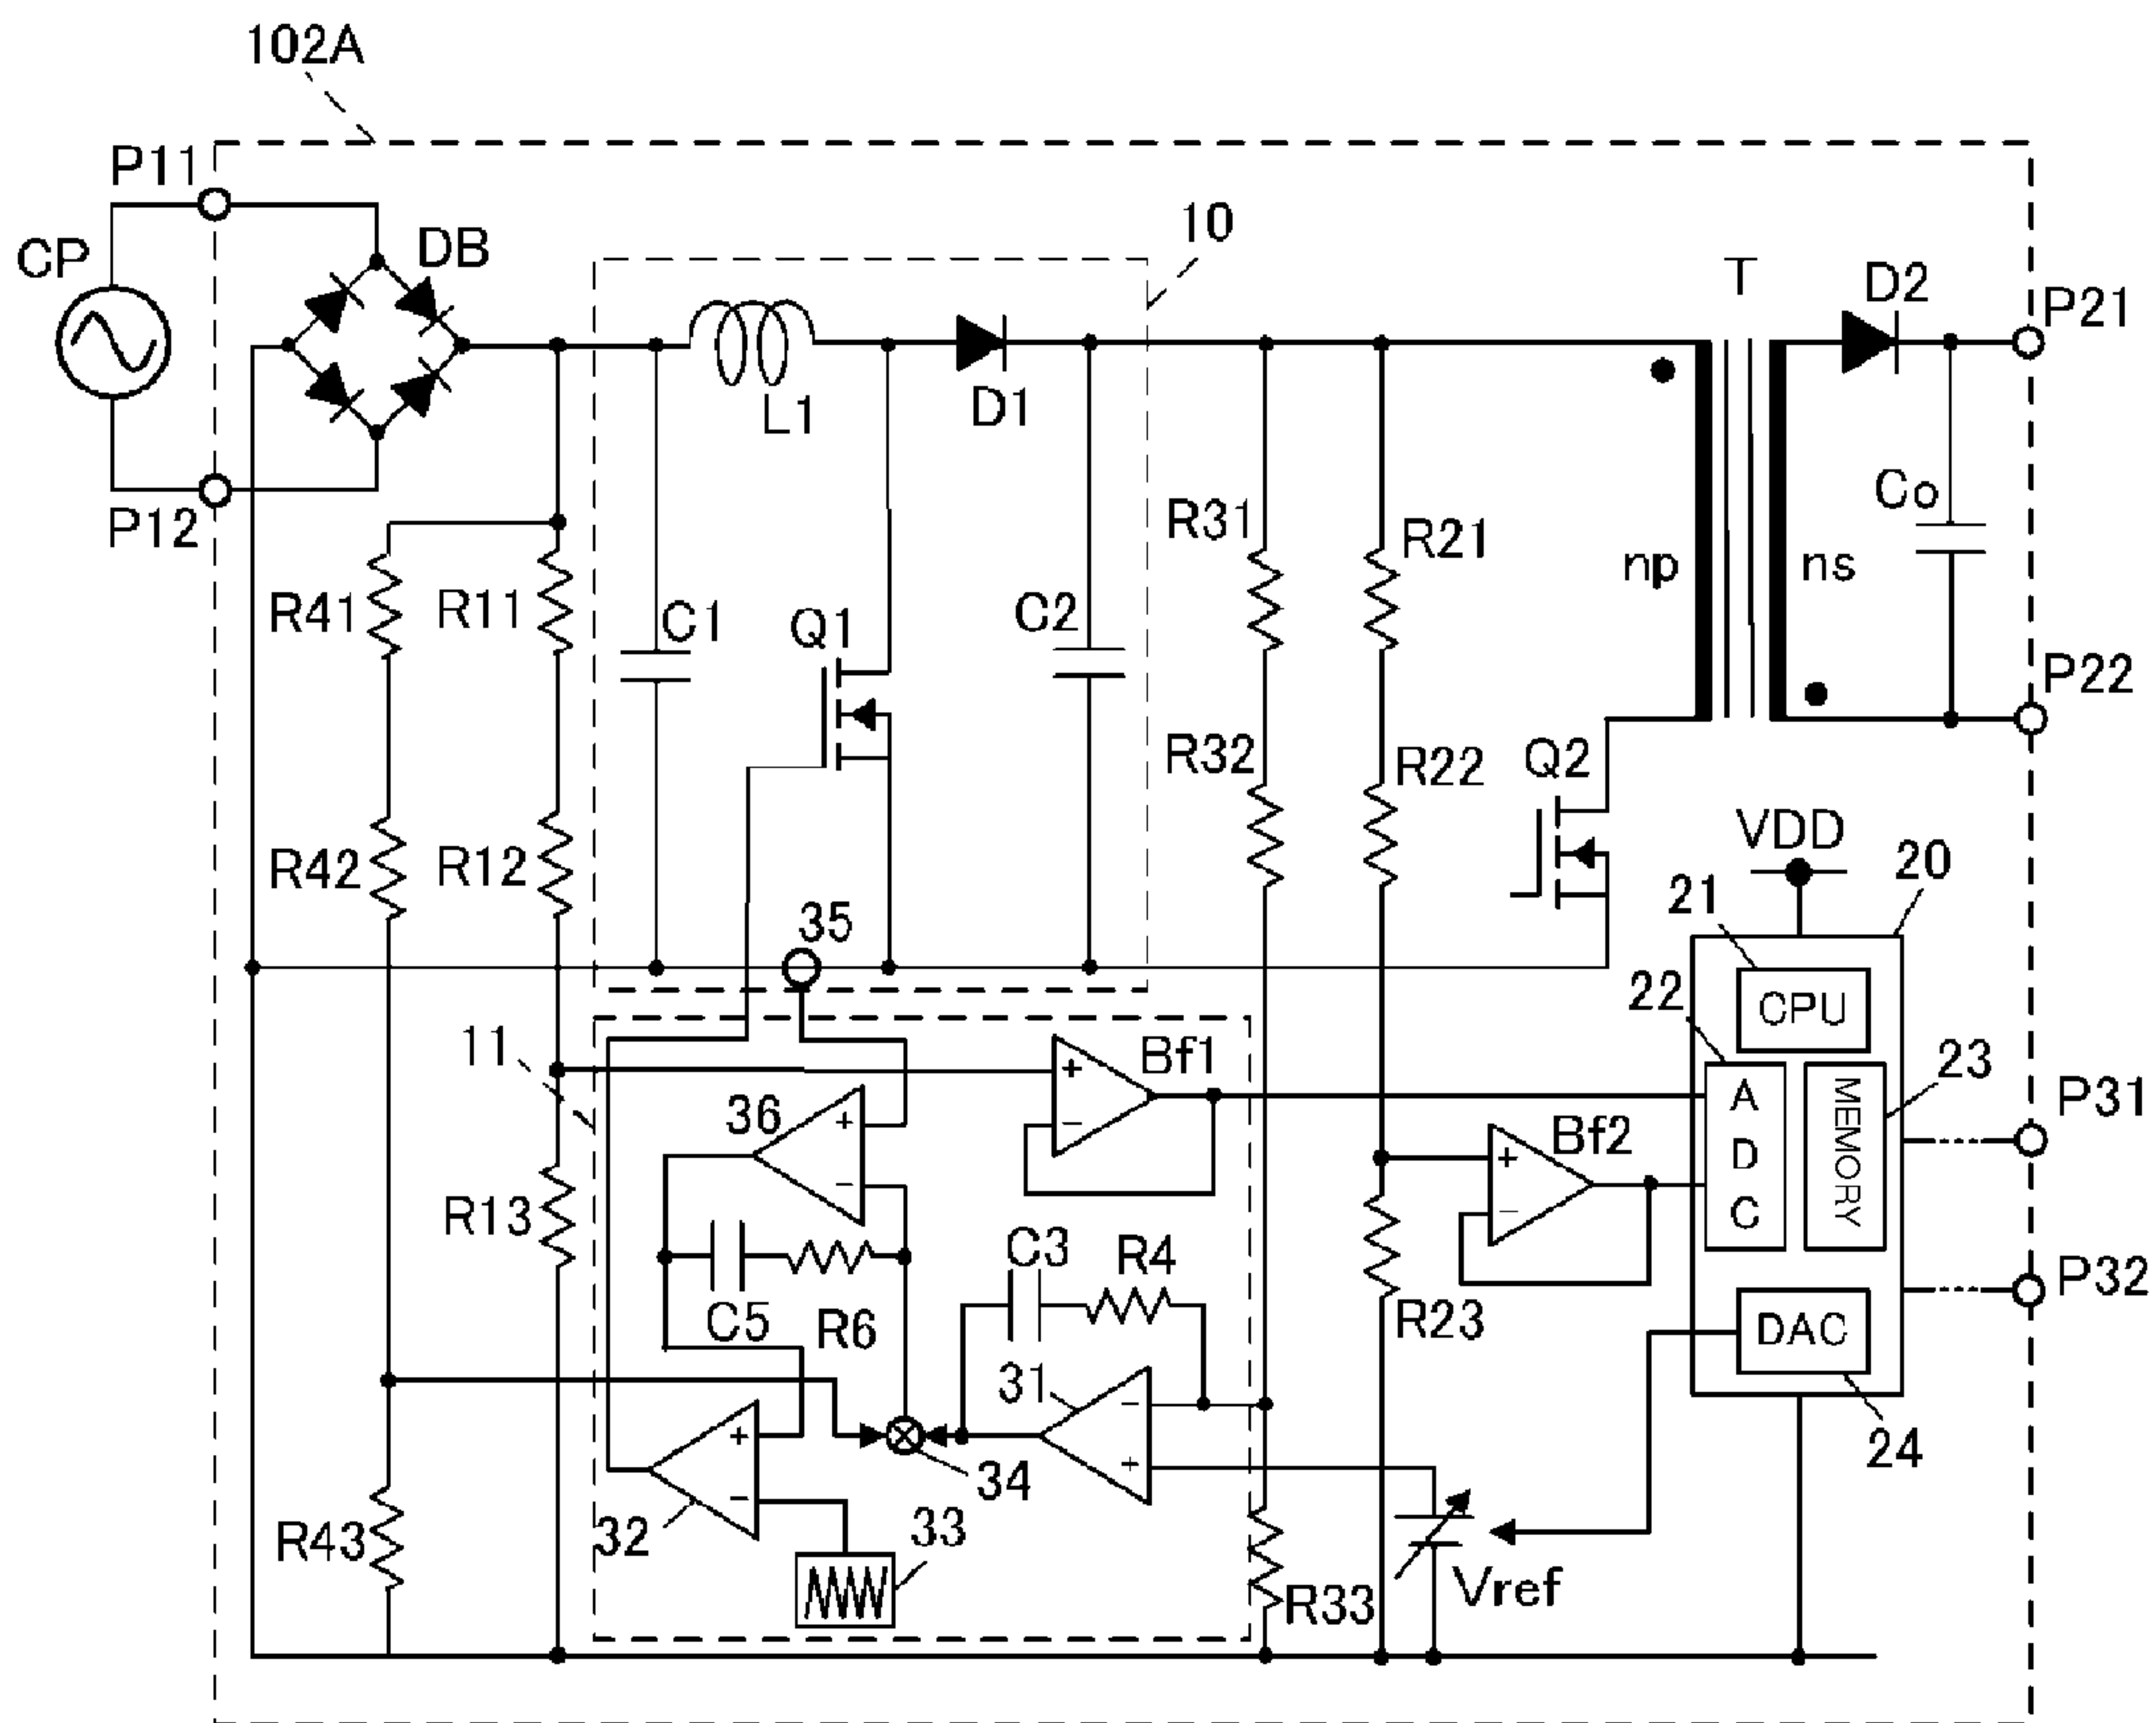 102A
P11
CP
DB
10
T
D2
P21
L1
D1
P12
R31
R21
Co
np
ns
R41
R11
C1
Q1
C2
P22
R32
R22
Q2
VDD
20
R42
R12
35
21
22
CPU
11
Bf1
23
36
+
-
+
-
A
D
C
MEMORY
P31
Bf2
+
-
R13
C3
R4
P32
C5
R6
R23
DAC
31
-
+
24
+
-
34
R43
32
33
R33
Vref